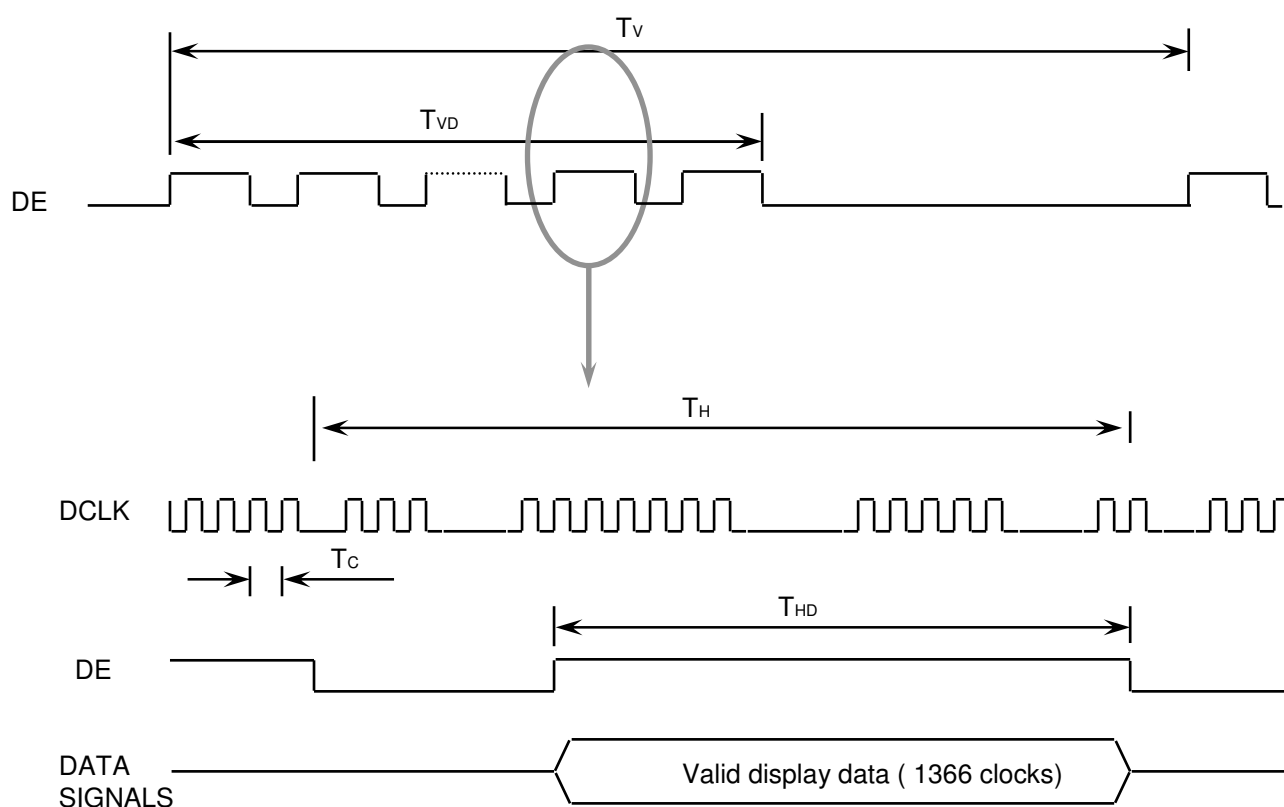 TV
TVD
DE
TH
DCLK
TC
THD
DE
DATA
SIGNALS
Valid display data ( 1366 clocks)